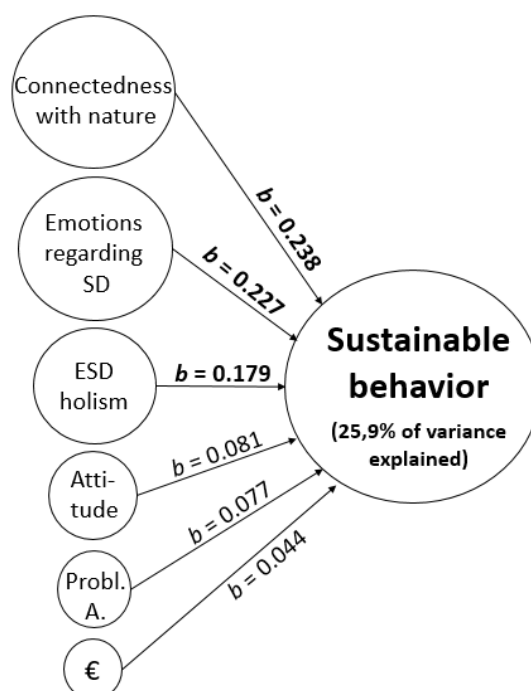 Connectedness
with nature
b = 0.238
Emotions
regarding
SD
b = 0.227
ESD
holism
b = 0.179
Atti-
tude
b = 0.081
Probl.
A.
b = 0.077
€
b = 0.044
Sustainable
behavior
(25,9% of variance
explained)